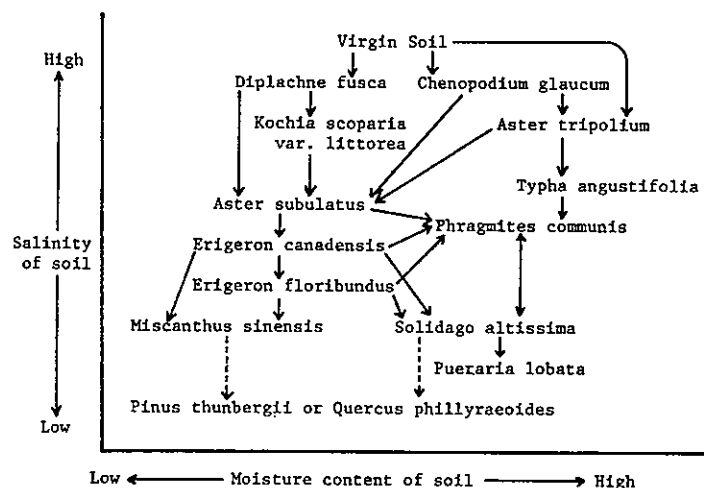 Virgin Soil
High
Diplachne fusca
Chenopodium glaucum
Kochia scoparia
var. littorea
Aster tripolium
Typha angustifolia
Aster subulatus
Phragmites communis
Salinity
of soil
Erigeron canadensis
Erigeron floribundus
Miscanthus sinensis
Solidago altissima
Pueraria lobata
Pinus thunbergii or Quercus phillyraeoides
Low
Low
Moisture content of soil
High